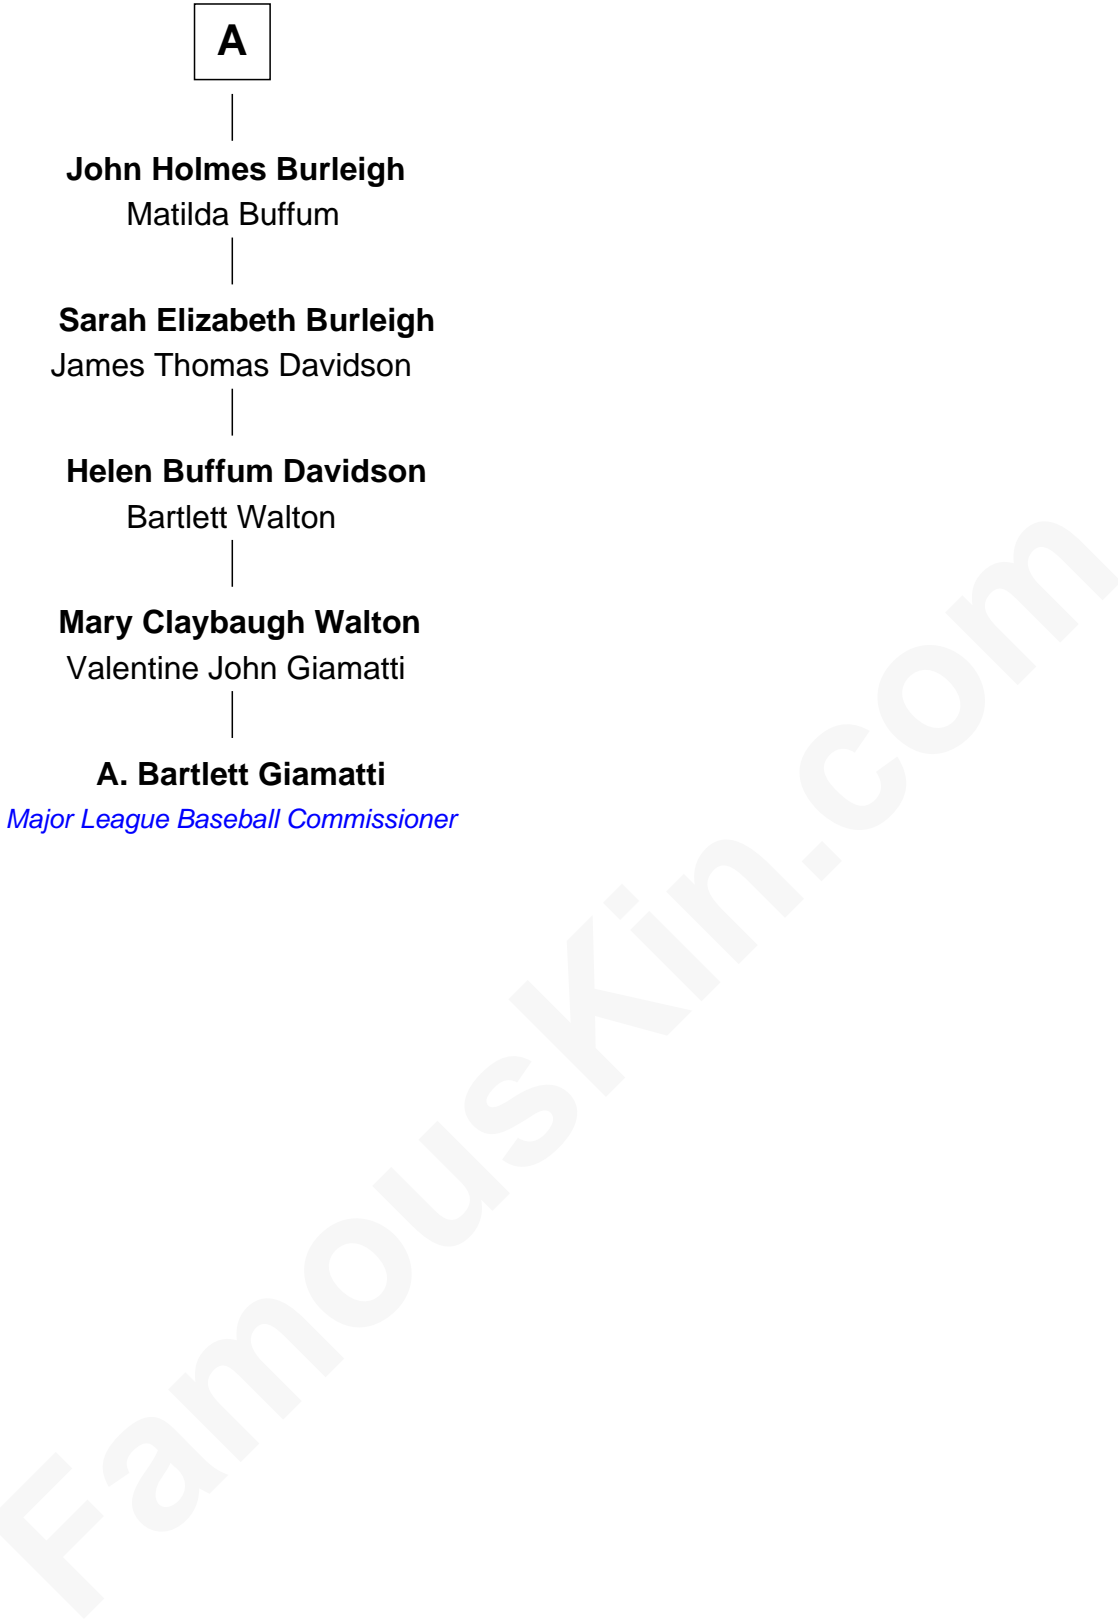 A
John Holmes Burleigh
Matilda Buffum
Sarah Elizabeth Burleigh
James Thomas Davidson
Helen Buffum Davidson
Bartlett Walton
Mary Claybaugh Walton
Valentine John Giamatti
A. Bartlett Giamatti
Major League Baseball Commissioner
FamousKin.com